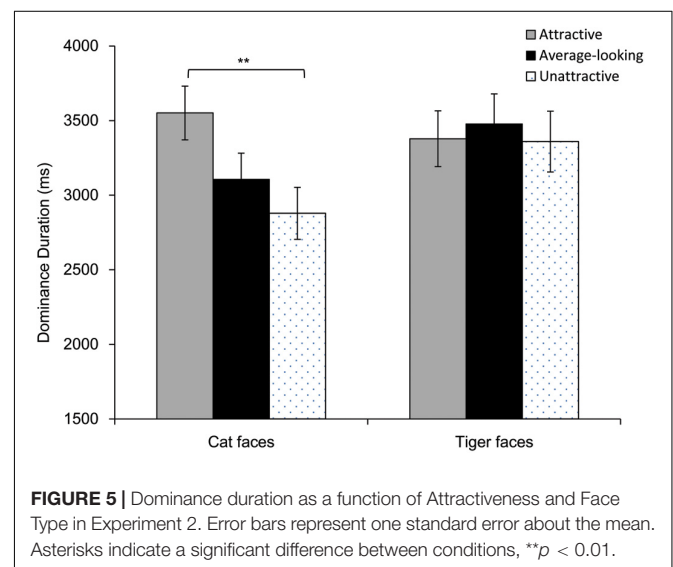 4000
Attractive
Average-looking
**
Unattractive
3500
3000
Dominance Duration (ms)
2500
2000
1500
Cat faces
Tiger faces
FIGURE 5 | Dominance duration as a function of Attractiveness and Face
Type in Experiment 2. Error bars represent one standard error about the mean.
Asterisks indicate a significant difference between conditions, **p < 0.01.